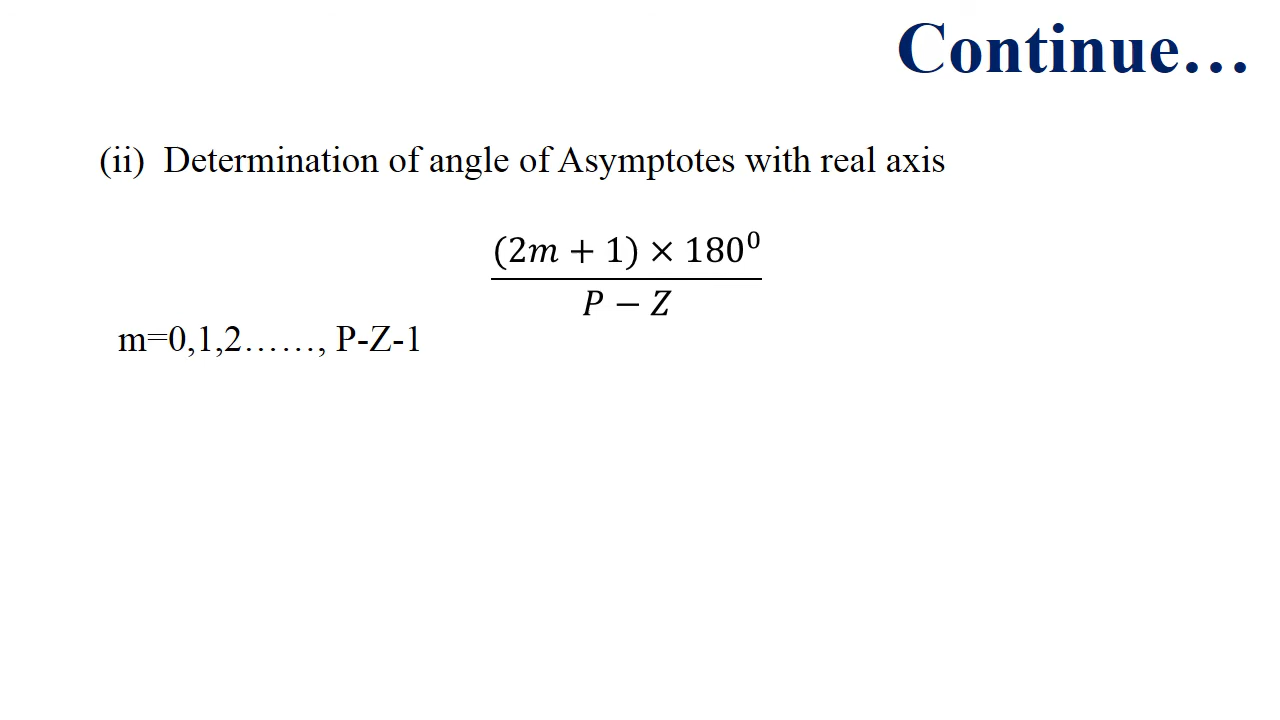 Continue…
(ii) Determination of angle of Asymptotes with real axis
(2m + 1) × 180⁰
P − Z
m=0,1,2……, P-Z-1